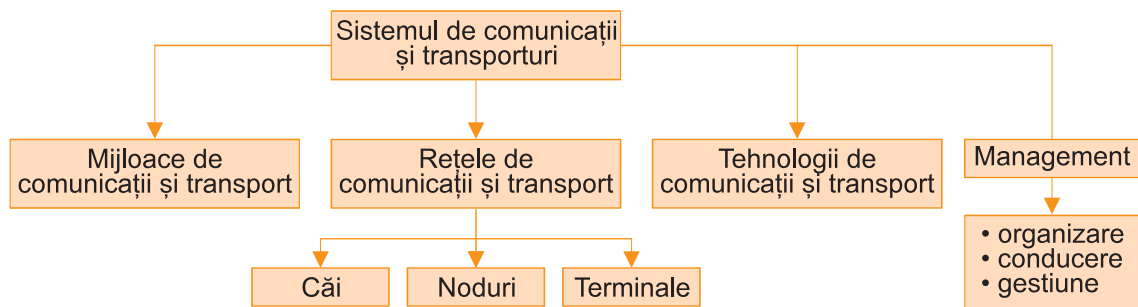 Sistemul de comunicații
și transporturi
Mijloace de
comunicații și transport
Rețele de
comunicații și transport
Tehnologii de
comunicații și transport
Management
• organizare
• conducere
• gestiune
Căi
Noduri
Terminale